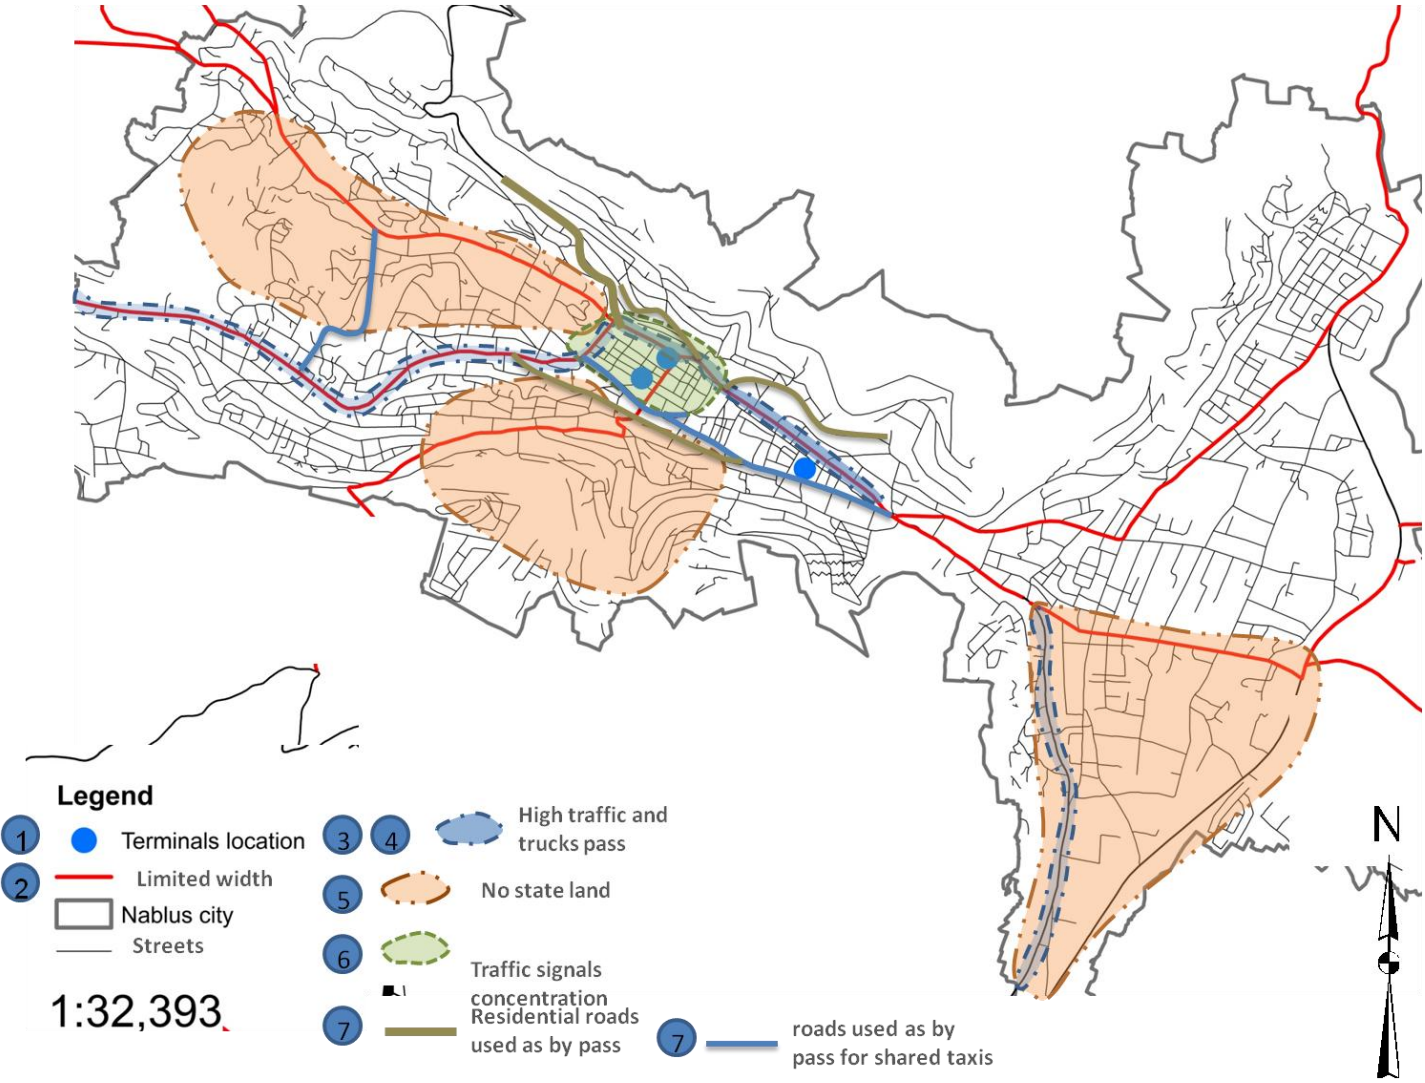 N
Legend
1 Terminals location
2 Limited width
Nablus city
Streets
1:32,393
3 4 High traffic and
trucks pass
5 No state land
6 Traffic signals
concentration
7 Residential roads
used as by pass
7 roads used as by
pass for shared taxis